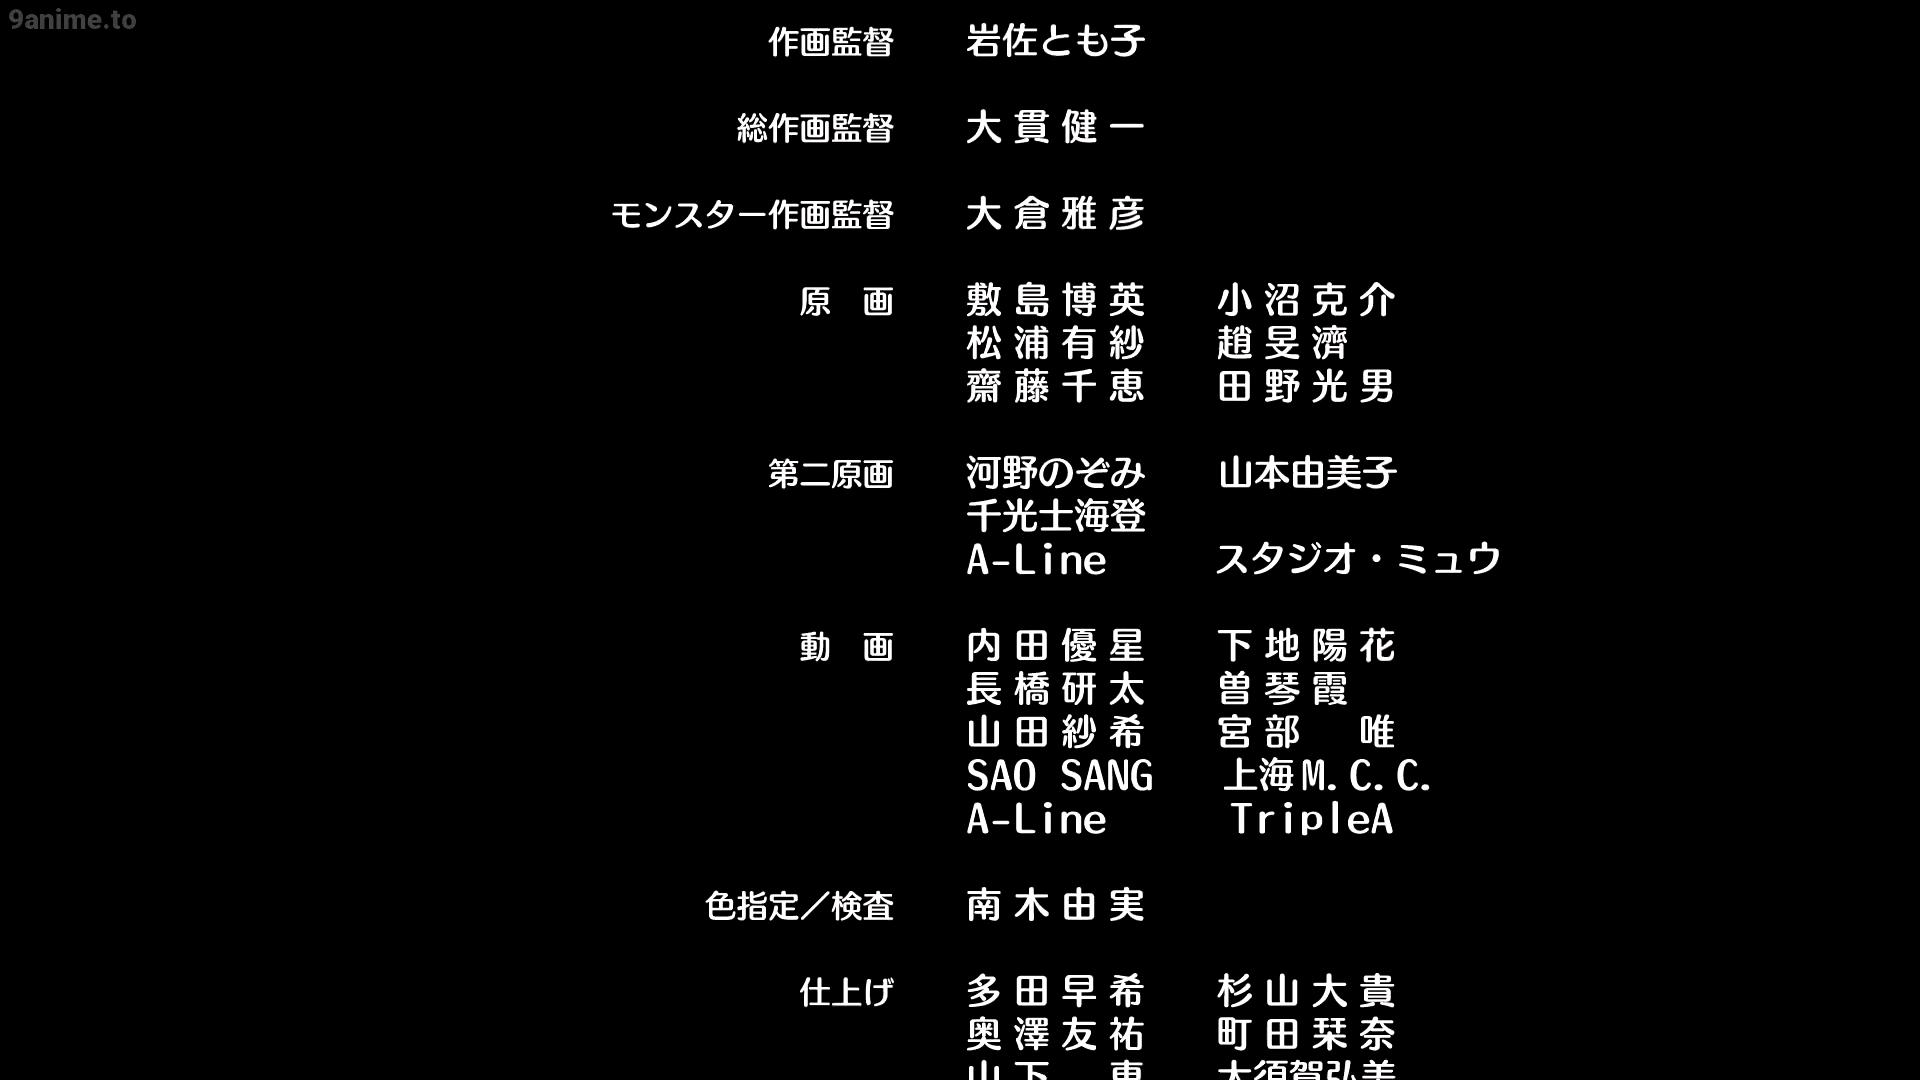 9anime.to
作画監督 岩佐とも子
総作画監督 大貫健一
モンスター作画監督 大倉雅彦
原 画 敷島博英 小沼克介
松浦有紗 趙旻濟
齋藤千恵 田野光男
第二原画 河野のぞみ 山本由美子
千光士海登
A-Line スタジオ・ミュウ
動 画 内田優星 下地陽花
長橋研太 曽琴霞
山田紗希 宮部 唯
SAO SANG 上海M.C.C.
A-Line TripleA
色指定／検査 南木由実
仕上げ 多田早希 杉山大貴
奥澤友祐 町田栞奈
山下 大須賀弘美